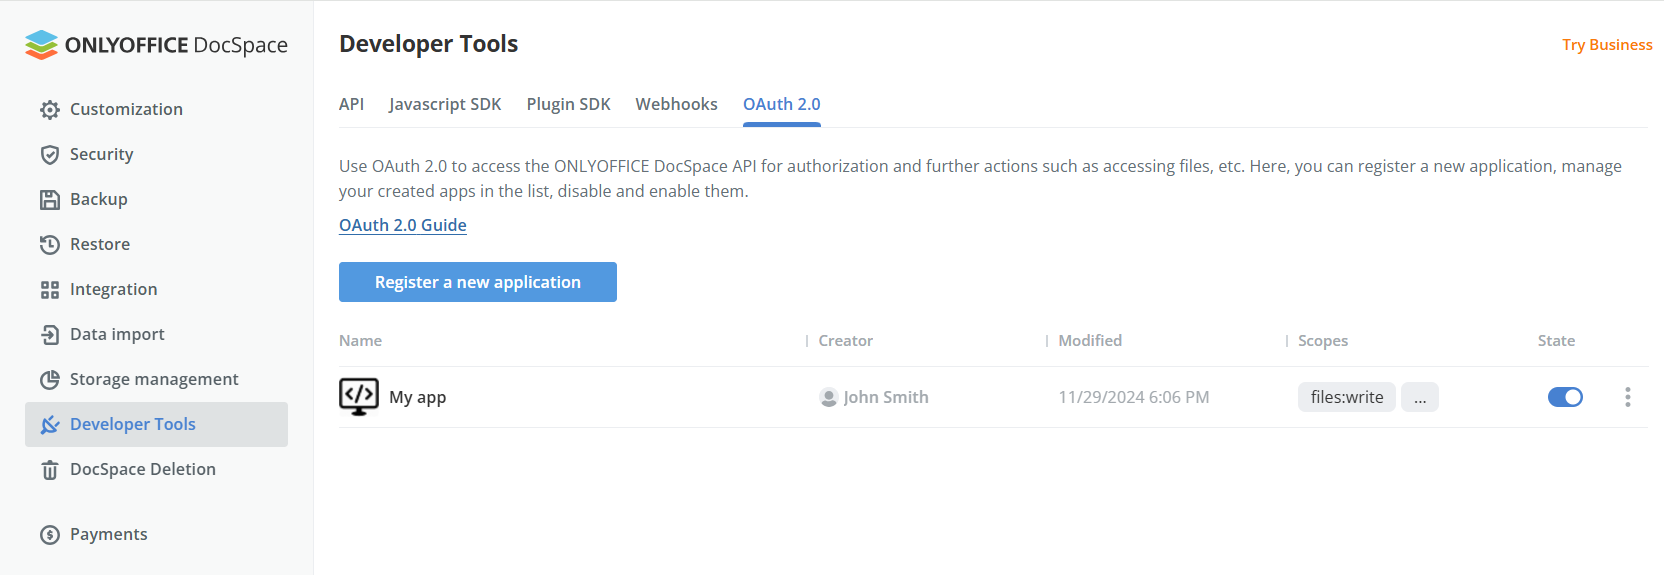 ONLYOFFICE DocSpace
Customization
Security
Backup
Restore
Integration
Data import
Storage management
Developer Tools
DocSpace Deletion
Payments
Developer Tools
Try Business
API Javascript SDK Plugin SDK Webhooks OAuth 2.0
Use OAuth 2.0 to access the ONLYOFFICE DocSpace API for authorization and further actions such as accessing files, etc. Here, you can register a new application, manage
your created apps in the list, disable and enable them.
OAuth 2.0 Guide
Register a new application
Name Creator Modified Scopes State
My app John Smith 11/29/2024 6:06 PM files:write ...